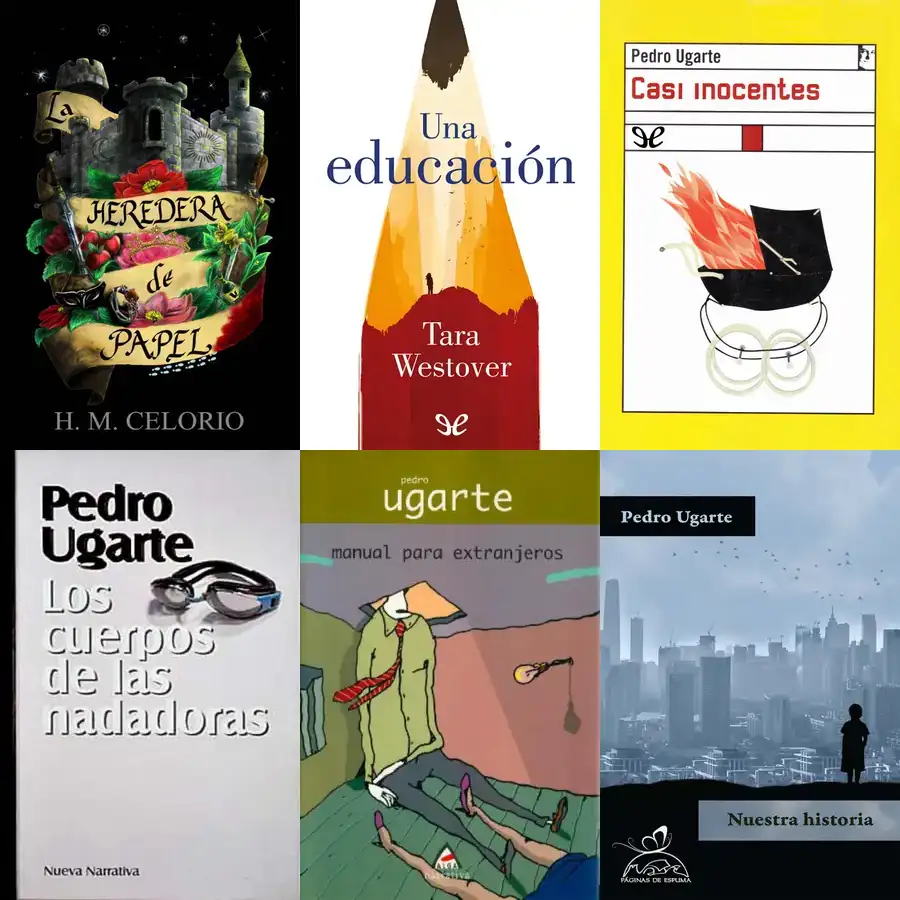 La
HEREDERA
de
PAPEL
H. M. CELORIO
Una
educación
Tara
Westover
Pedro Ugarte
Casi inocentes
Pedro
Ugarte
Los
cuerpos
de las
nadadoras
Nueva Narrativa
pedro
ugarte
manual para extranjeros
narrativa
Pedro Ugarte
Nuestra historia
PÁGINAS DE ESPUMA